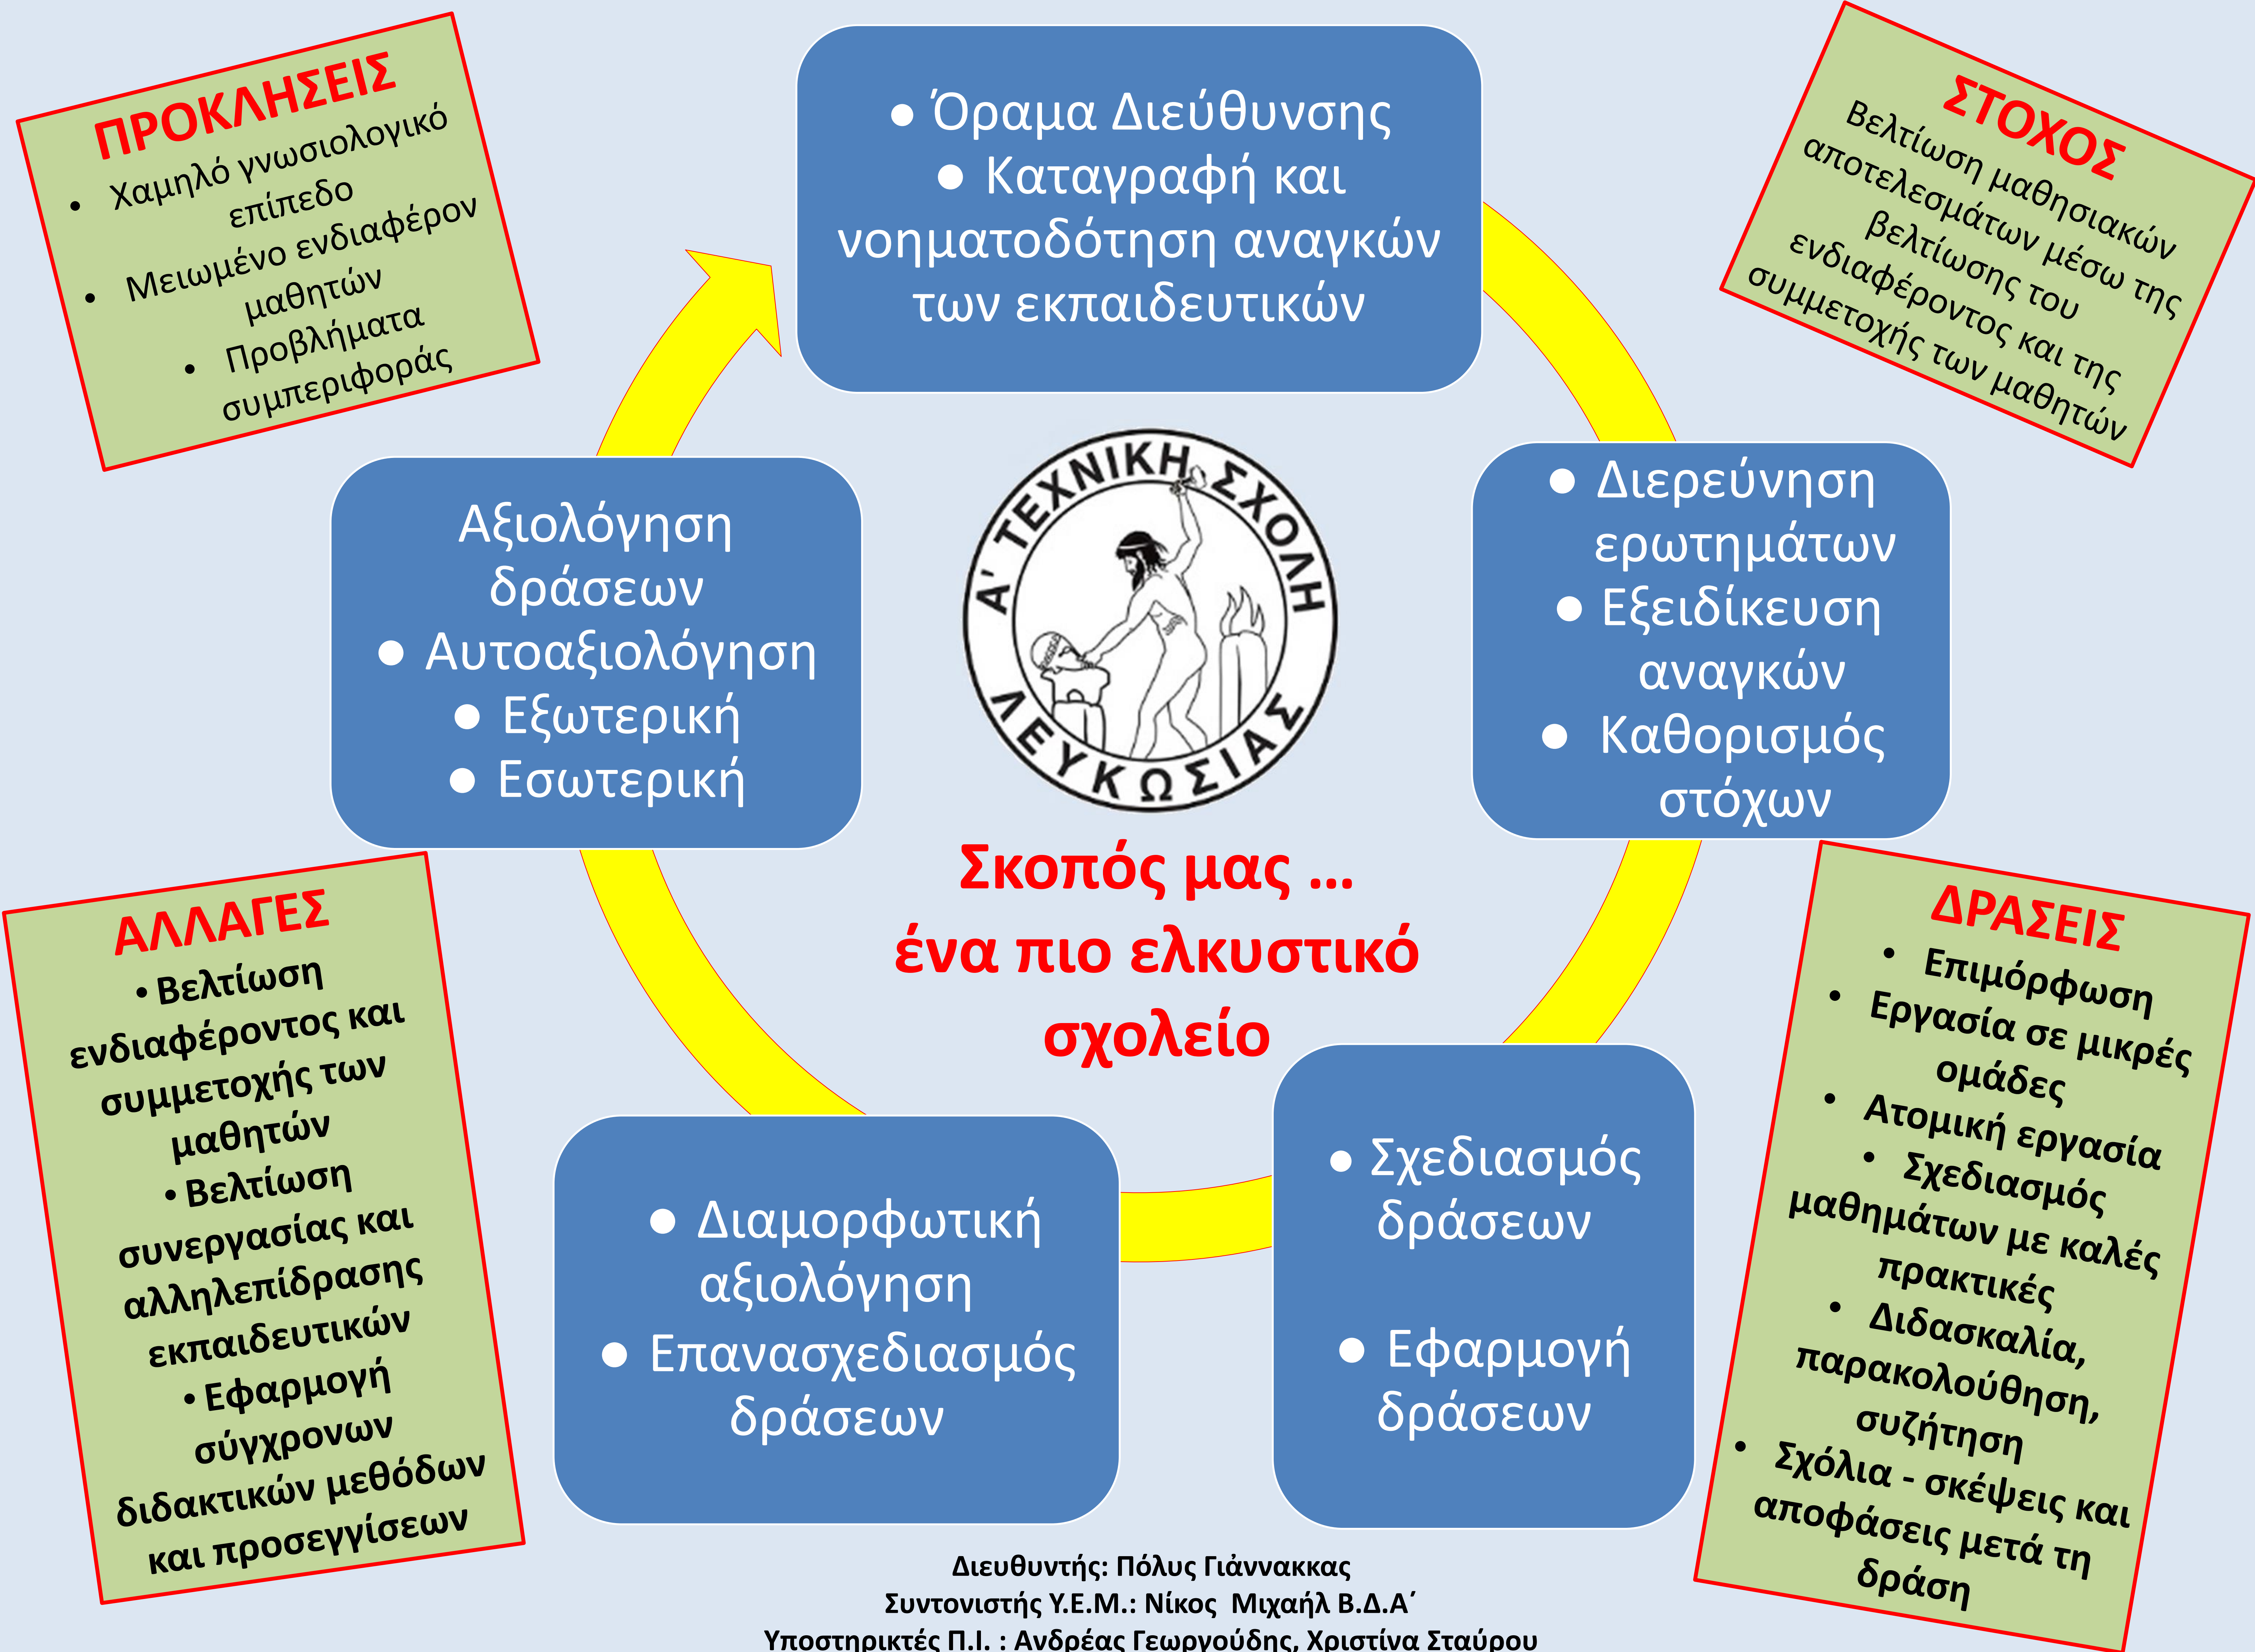 ΠΡΟΚΛΗΣΕΙΣ
• Χαμηλό γνωσιολογικό
επίπεδο
• Μειωμένο ενδιαφέρον
μαθητών
• Προβλήματα
συμπεριφοράς
● Όραμα Διεύθυνσης
● Καταγραφή και
νοηματοδότηση αναγκών
των εκπαιδευτικών
ΣΤΟΧΟΣ
Βελτίωση μαθησιακών
αποτελεσμάτων μέσω της
βελτίωσης του
ενδιαφέροντος και της
συμμετοχής των μαθητών
Αξιολόγηση
δράσεων
● Αυτοαξιολόγηση
● Εξωτερική
● Εσωτερική
Α' ΤΕΧΝΙΚΗ ΣΧΟΛΗ
ΛΕΥΚΩΣΙΑΣ
● Διερεύνηση
ερωτημάτων
● Εξειδίκευση
αναγκών
● Καθορισμός
στόχων
Σκοπός μας ...
ένα πιο ελκυστικό
σχολείο
ΑΛΛΑΓΕΣ
• Βελτίωση
ενδιαφέροντος και
συμμετοχής των
μαθητών
• Βελτίωση
συνεργασίας και
αλληλεπίδρασης
εκπαιδευτικών
• Εφαρμογή
σύγχρονων
διδακτικών μεθόδων
και προσεγγίσεων
● Διαμορφωτική
αξιολόγηση
● Επανασχεδιασμός
δράσεων
● Σχεδιασμός
δράσεων
● Εφαρμογή
δράσεων
ΔΡΑΣΕΙΣ
• Επιμόρφωση
• Εργασία σε μικρές
ομάδες
• Ατομική εργασία
• Σχεδιασμός
μαθημάτων με καλές
πρακτικές
• Διδασκαλία,
παρακολούθηση,
συζήτηση
• Σχόλια - σκέψεις και
αποφάσεις μετά τη
δράση
Διευθυντής: Πόλυς Γιάννακκας
Συντονιστής Υ.Ε.Μ.: Νίκος Μιχαήλ Β.Δ.Α΄
Υποστηρικτές Π.Ι. : Ανδρέας Γεωργούδης, Χριστίνα Σταύρου